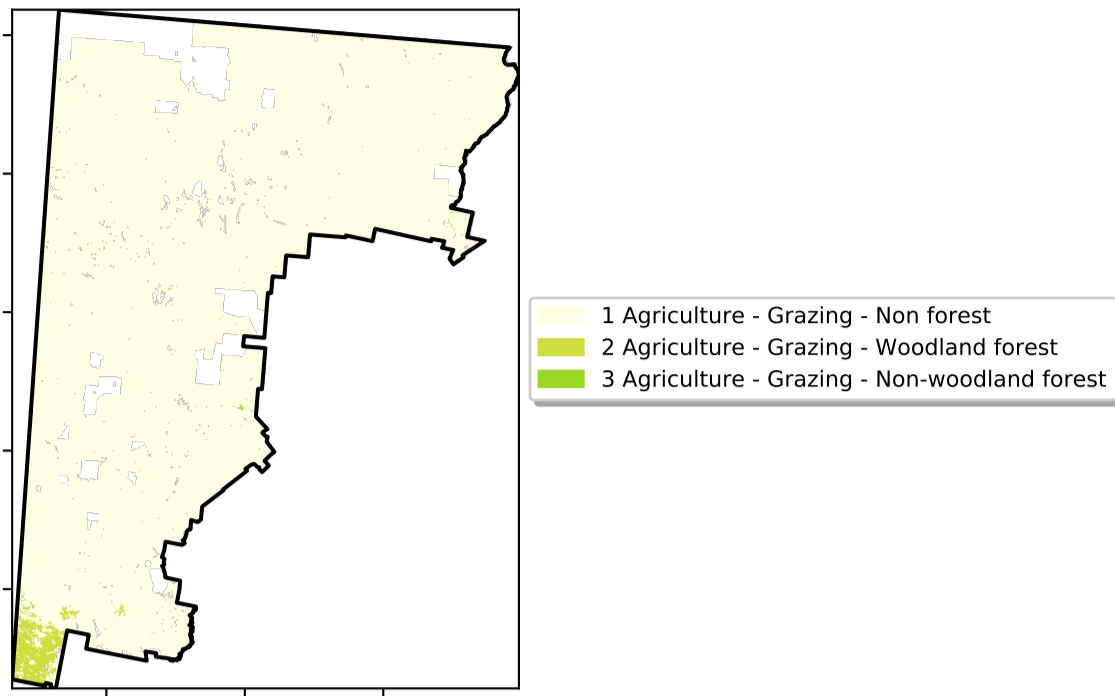 1 Agriculture - Grazing - Non forest
2 Agriculture - Grazing - Woodland forest
3 Agriculture - Grazing - Non-woodland forest